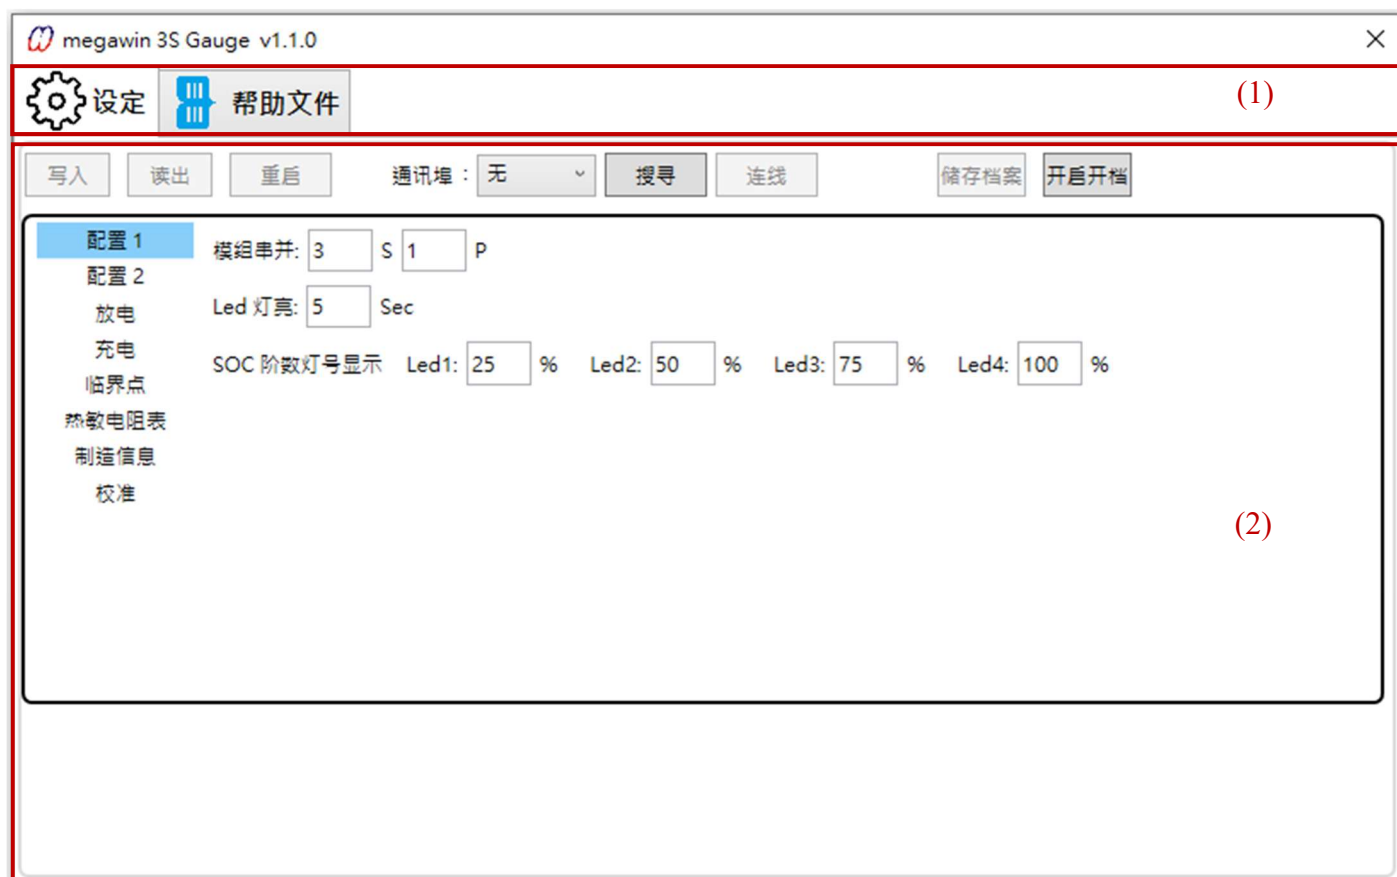 megawin 3S Gauge v1.1.0
设定 帮助文件 (1)
写入 读出 重启 通讯埠： 无 搜寻 连线 储存档案 开启开档
配置 1
配置 2
放电
充电
临界点
热敏电阻表
制造信息
校准
模组串并: 3 S 1 P
Led 灯亮: 5 Sec
SOC 阶数灯号显示 Led1: 25 % Led2: 50 % Led3: 75 % Led4: 100 %
(2)